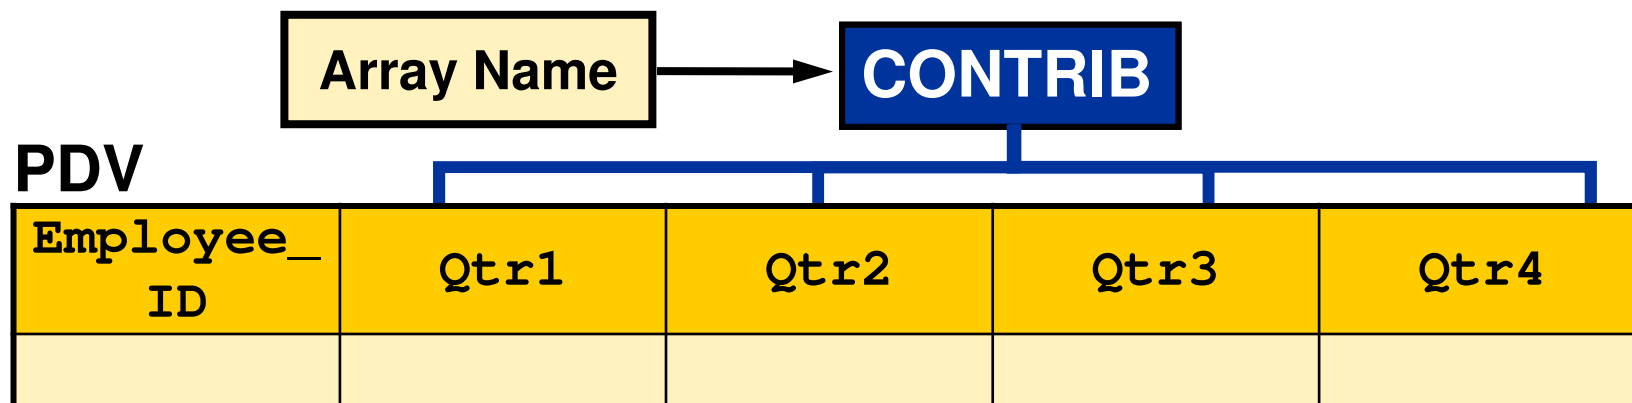 Array Name
CONTRIB
PDV
Employee_
ID
Qtr1
Qtr2
Qtr3
Qtr4